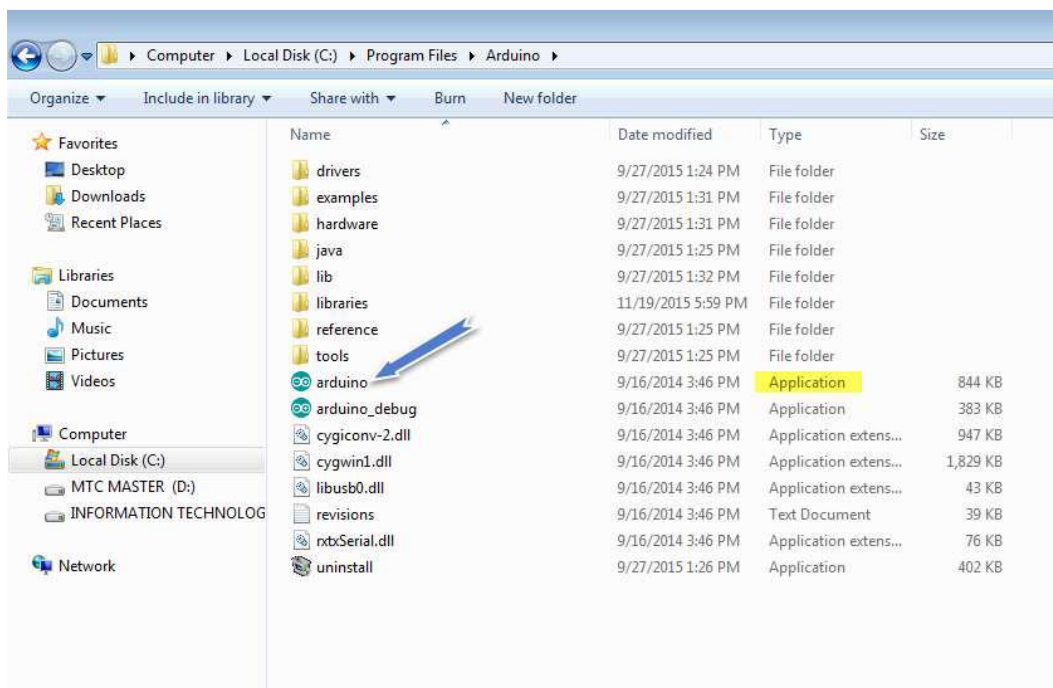 Computer Local Disk (C:) Program Files Arduino
Organize Include in library Share with Burn New folder
Favorites
Desktop
Downloads
Recent Places
Libraries
Documents
Music
Pictures
Videos
Computer
Local Disk (C:)
MTC MASTER (D:)
INFORMATION TECHNOLOG
Network
Name Date modified Type Size
drivers 9/27/2015 1:24 PM File folder
examples 9/27/2015 1:31 PM File folder
hardware 9/27/2015 1:31 PM File folder
java 9/27/2015 1:25 PM File folder
lib 9/27/2015 1:32 PM File folder
libraries 11/19/2015 5:59 PM File folder
reference 9/27/2015 1:25 PM File folder
tools 9/27/2015 1:25 PM File folder
arduino 9/16/2014 3:46 PM Application 844 KB
arduino_debug 9/16/2014 3:46 PM Application 383 KB
cygiconv-2.dll 9/16/2014 3:46 PM Application extens... 947 KB
cygwin1.dll 9/16/2014 3:46 PM Application extens... 1,829 KB
libusb0.dll 9/16/2014 3:46 PM Application extens... 43 KB
revisions 9/16/2014 3:46 PM Text Document 39 KB
rxtxSerial.dll 9/16/2014 3:46 PM Application extens... 76 KB
uninstall 9/27/2015 1:26 PM Application 402 KB